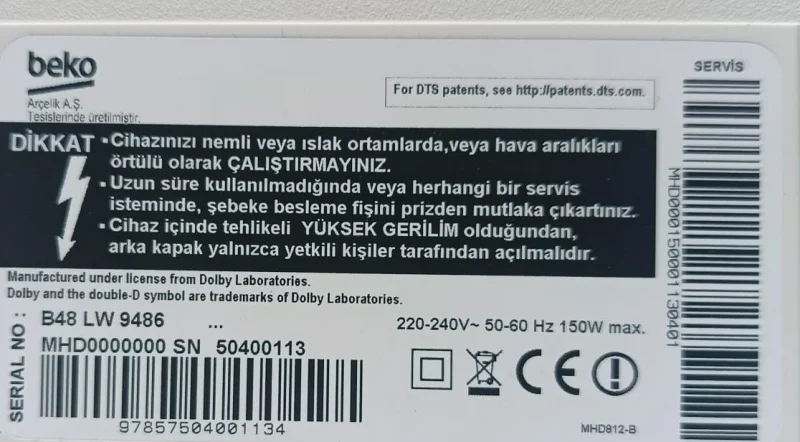 beko
Arçelik A.Ş.
Tesislerinde üretilmiştir.
For DTS patents, see http://patents.dts.com.
SERVİS
DİKKAT
•Cihazınızı nemli veya ıslak ortamlarda,veya hava aralıkları
örtülü olarak ÇALIŞTIRMAYINIZ.
•Uzun süre kullanılmadığında veya herhangi bir servis
isteminde, şebeke besleme fişini prizden mutlaka çıkartınız.
•Cihaz içinde tehlikeli YÜKSEK GERİLİM olduğundan,
arka kapak yalnızca yetkili kişiler tarafından açılmalıdır.
Manufactured under license from Dolby Laboratories.
Dolby and the double-D symbol are trademarks of Dolby Laboratories.
SERIAL NO :
B48 LW 9486 ...
220-240V~ 50-60 Hz 150W max.
MHD0000000 SN 50400113
97857504001134
CE
MHD812-B
MHD0001500001130401